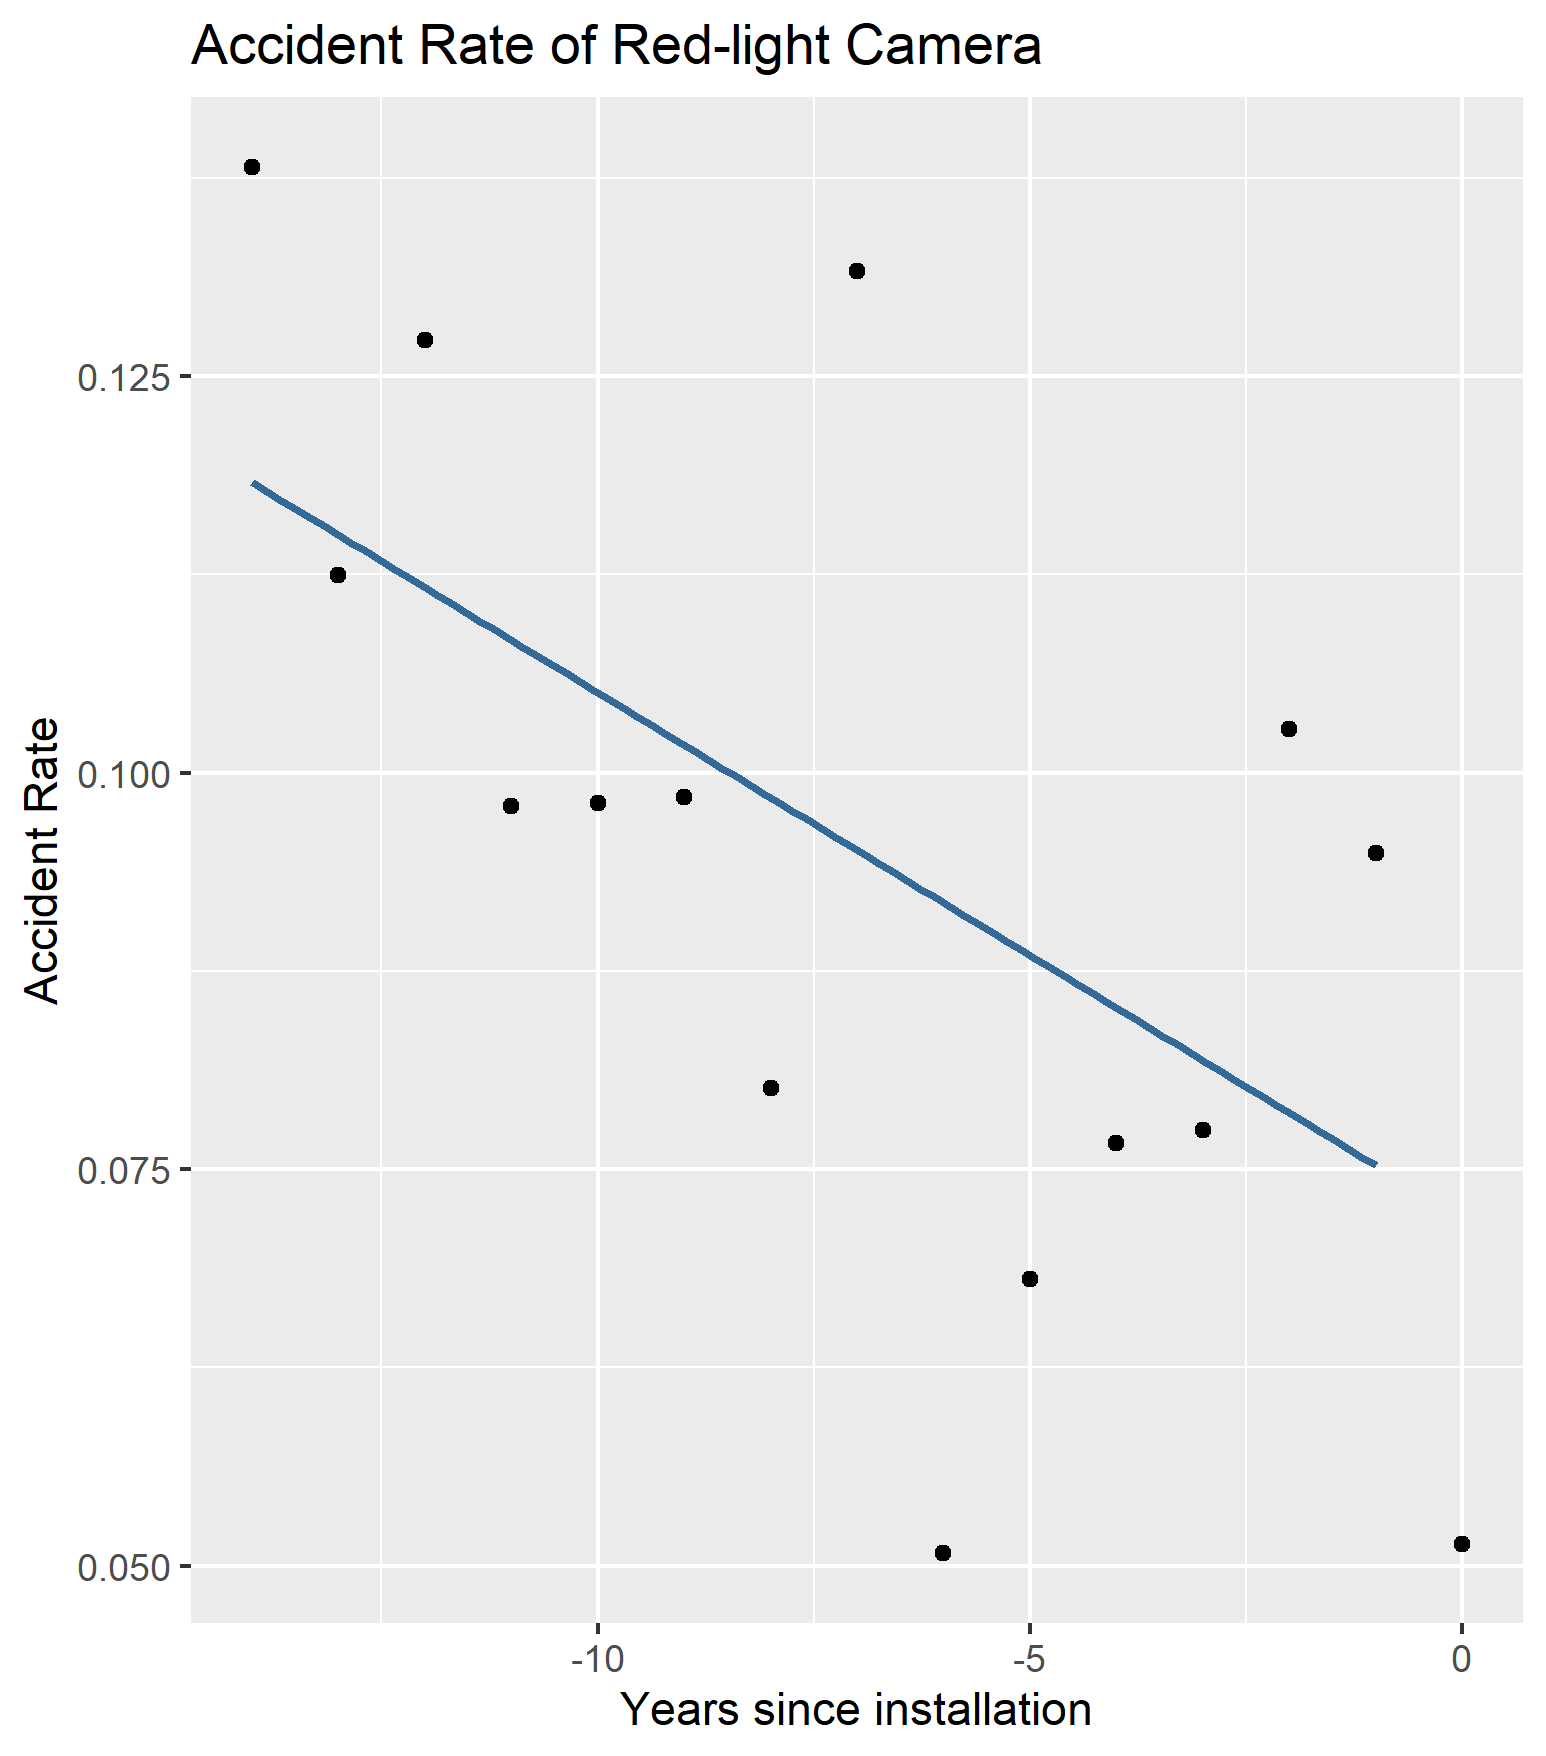 Accident Rate of Red-light Camera
Accident Rate
0.125
0.100
0.075
0.050
-10
-5
0
Years since installation